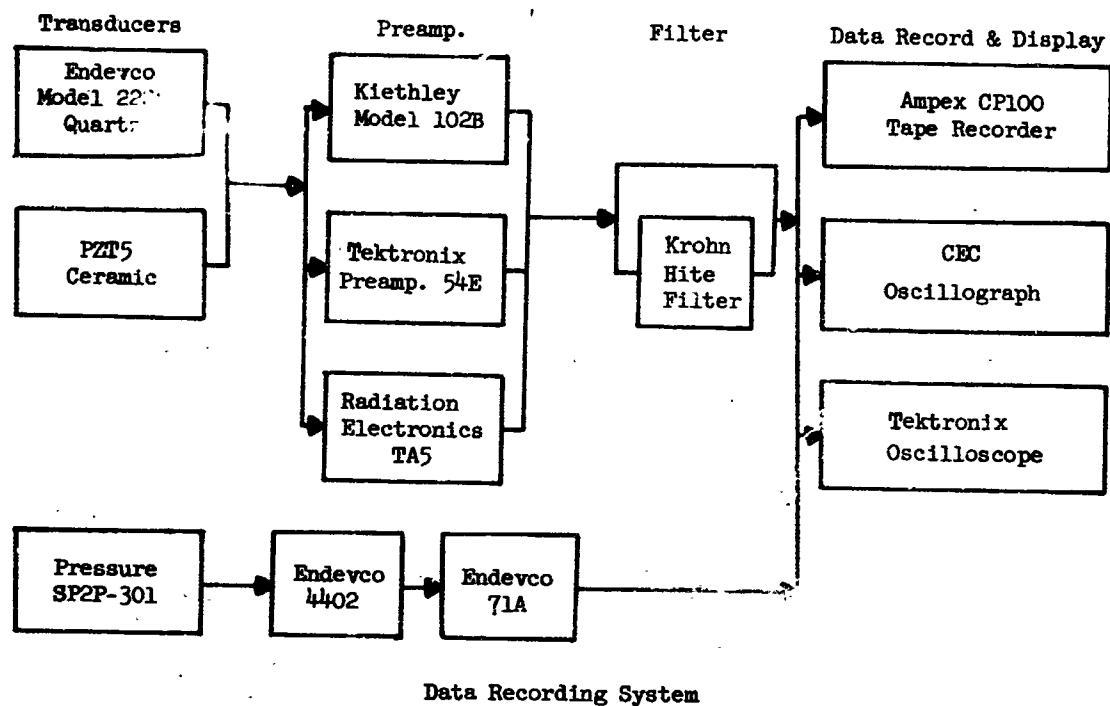 Transducers
Preamp.
Filter
Data Record & Display
Endevco
Model
Quartz
PZT5
Ceramic
Kiethley
Model 102B
Tektronix
Preamp. 54E
Radiation
Electronics
TA5
Krohn
Hite
Filter
Ampex CP100
Tape Recorder
CEC
Oscillograph
Tektronix
Oscilloscope
Pressure
SP2P-301
Endevco
4402
Endevco
71A
Data Recording System